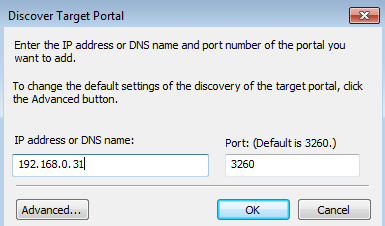 Discover Target Portal
Enter the IP address or DNS name and port number of the portal you
want to add.
To change the default settings of the discovery of the target portal, click
the Advanced button.
IP address or DNS name: Port: (Default is 3260.)
192.168.0.31 3260
Advanced... OK Cancel